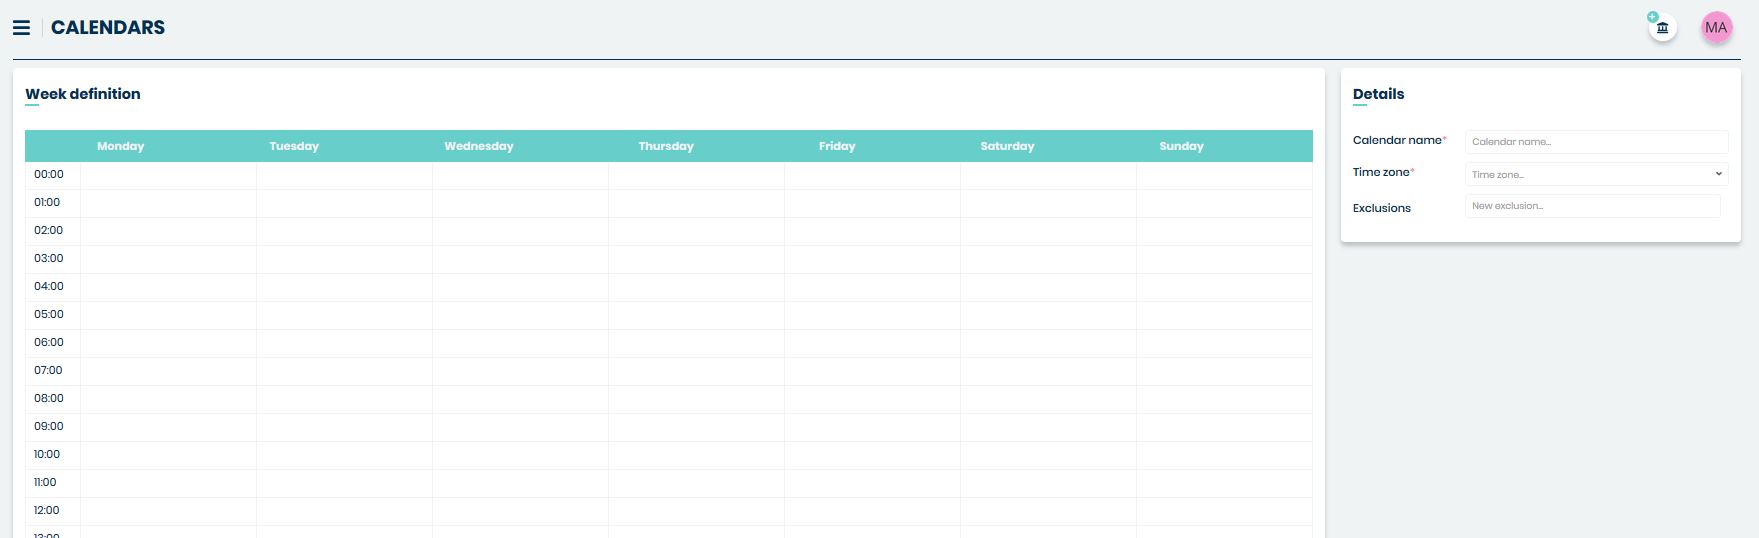 CALENDARS
MA
Week definition
Monday Tuesday Wednesday Thursday Friday Saturday Sunday
00:00
01:00
02:00
03:00
04:00
05:00
06:00
07:00
08:00
09:00
10:00
11:00
12:00
13:00
Details
Calendar name* Calendar name...
Time zone* Time zone...
Exclusions New exclusion...